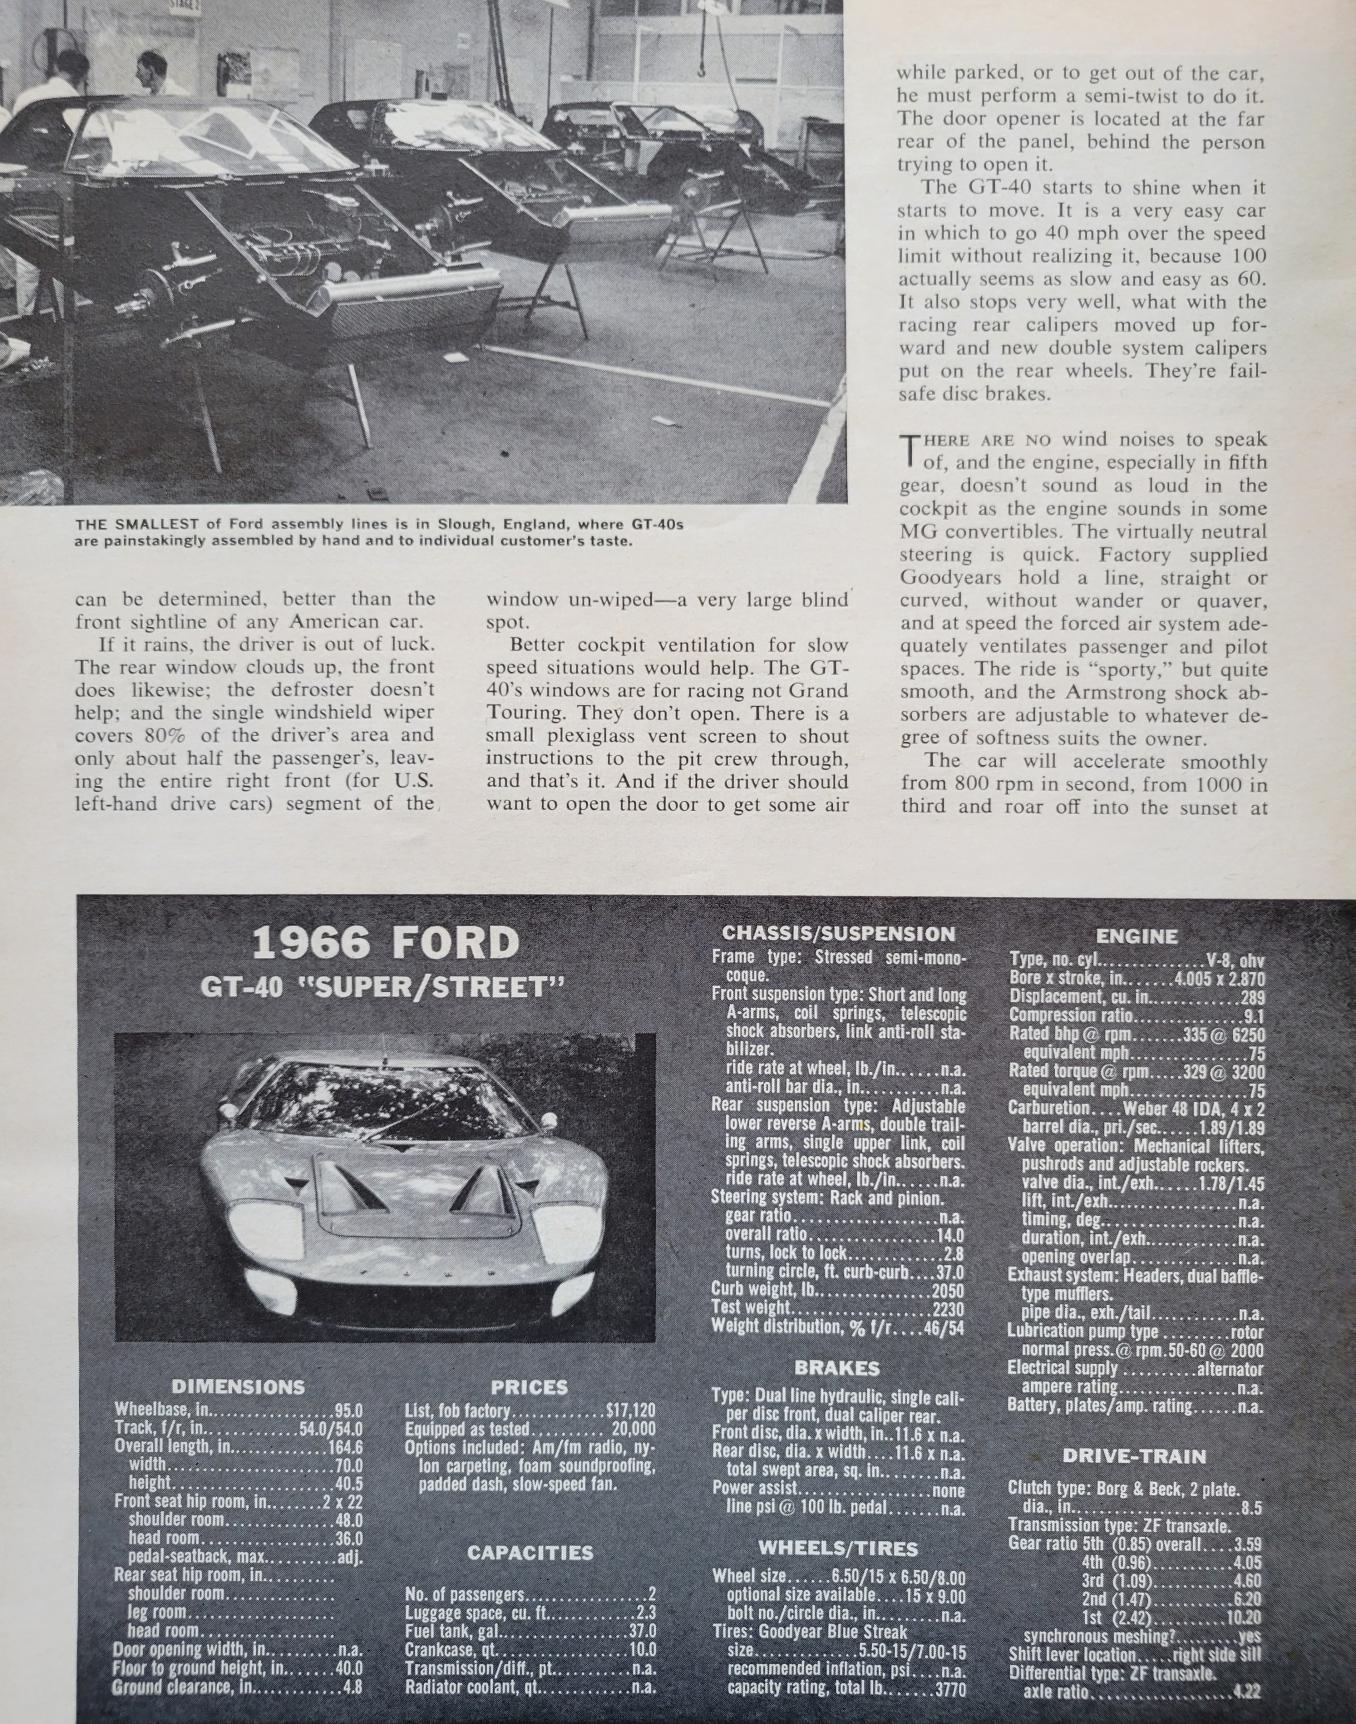 STAGE 2
THE SMALLEST of Ford assembly lines is in Slough, England, where GT-40s
are painstakingly assembled by hand and to individual customer's taste.
can be determined, better than the
front sightline of any American car.
If it rains, the driver is out of luck.
The rear window clouds up, the front
does likewise; the defroster doesn't
help; and the single windshield wiper
covers 80% of the driver's area and
only about half the passenger's, leav-
ing the entire right front (for U.S.
left-hand drive cars) segment of the
window un-wiped—a very large blind
spot.
Better cockpit ventilation for slow
speed situations would help. The GT-
40's windows are for racing not Grand
Touring. They don't open. There is a
small plexiglass vent screen to shout
instructions to the pit crew through,
and that's it. And if the driver should
want to open the door to get some air
while parked, or to get out of the car,
he must perform a semi-twist to do it.
The door opener is located at the far
rear of the panel, behind the person
trying to open it.
The GT-40 starts to shine when it
starts to move. It is a very easy car
in which to go 40 mph over the speed
limit without realizing it, because 100
actually seems as slow and easy as 60.
It also stops very well, what with the
racing rear calipers moved up for-
ward and new double system calipers
put on the rear wheels. They're fail-
safe disc brakes.
THERE ARE NO wind noises to speak
of, and the engine, especially in fifth
gear, doesn't sound as loud in the
cockpit as the engine sounds in some
MG convertibles. The virtually neutral
steering is quick. Factory supplied
Goodyears hold a line, straight or
curved, without wander or quaver,
and at speed the forced air system ade-
quately ventilates passenger and pilot
spaces. The ride is "sporty," but quite
smooth, and the Armstrong shock ab-
sorbers are adjustable to whatever de-
gree of softness suits the owner.
The car will accelerate smoothly
from 800 rpm in second, from 1000 in
third and roar off into the sunset at
1966 FORD
GT-40 "SUPER/STREET"
DIMENSIONS
Wheelbase, in..............95.0
Track, f/r, in..............54.0/54.0
Overall length, in..............164.6
width..............70.0
height..............40.5
Front seat hip room, in........2 x 22
shoulder room..............48.0
head room..............36.0
pedal-seatback, max..........adj.
Rear seat hip room, in..........
shoulder room..............
leg room..............
head room..............
Door opening width, in..........n.a.
Floor to ground height, in.......40.0
Ground clearance, in............4.8
PRICES
List, fob factory............$17,120
Equipped as tested.......... 20,000
Options included: Am/fm radio, ny-
lon carpeting, foam soundproofing,
padded dash, slow-speed fan.
CAPACITIES
No. of passengers..............2
Luggage space, cu. ft............2.3
Fuel tank, gal..............37.0
Crankcase, qt..............10.0
Transmission/diff., pt..........n.a.
Radiator coolant, qt............n.a.
CHASSIS/SUSPENSION
Frame type: Stressed semi-mono-
coque.
Front suspension type: Short and long
A-arms, coil springs, telescopic
shock absorbers, link anti-roll sta-
bilizer.
ride rate at wheel, lb./in......n.a.
anti-roll bar dia., in..........n.a.
Rear suspension type: Adjustable
lower reverse A-arms, double trail-
ing arms, single upper link, coil
springs, telescopic shock absorbers.
ride rate at wheel, lb./in......n.a.
Steering system: Rack and pinion.
gear ratio..............n.a.
overall ratio..............14.0
turns, lock to lock............2.8
turning circle, ft. curb-curb....37.0
Curb weight, lb..............2050
Test weight..............2230
Weight distribution, % f/r....46/54
BRAKES
Type: Dual line hydraulic, single cali-
per disc front, dual caliper rear.
Front disc, dia. x width, in..11.6 x n.a.
Rear disc, dia. x width....11.6 x n.a.
total swept area, sq. in........n.a.
Power assist..............none
line psi @ 100 lb. pedal.......n.a.
WHEELS/TIRES
Wheel size......6.50/15 x 6.50/8.00
optional size available....15 x 9.00
bolt no./circle dia., in........n.a.
Tires: Goodyear Blue Streak
size..............5.50-15/7.00-15
recommended inflation, psi....n.a.
capacity rating, total lb.......3770
ENGINE
Type, no. cyl..............V-8, ohv
Bore x stroke, in.......4.005 x 2.870
Displacement, cu. in............289
Compression ratio..............9.1
Rated bhp @ rpm.......335 @ 6250
equivalent mph..............75
Rated torque @ rpm.....329 @ 3200
equivalent mph..............75
Carburetion....Weber 48 IDA, 4 x 2
barrel dia., pri./sec......1.89/1.89
Valve operation: Mechanical lifters,
pushrods and adjustable rockers.
valve dia., int./exh......1.78/1.45
lift, int./exh..............n.a.
timing, deg..............n.a.
duration, int./exh............n.a.
opening overlap..............n.a.
Exhaust system: Headers, dual baffle-
type mufflers.
pipe dia., exh./tail............n.a.
Lubrication pump type .........rotor
normal press.@ rpm.50-60 @ 2000
Electrical supply ..........alternator
ampere rating..............n.a.
Battery, plates/amp. rating......n.a.
DRIVE-TRAIN
Clutch type: Borg & Beck, 2 plate.
dia., in..............8.5
Transmission type: ZF transaxle.
Gear ratio 5th (0.85) overall....3.59
4th (0.96)...........4.05
3rd (1.09)...........4.60
2nd (1.47)...........6.20
1st (2.42)..........10.20
synchronous meshing?.........yes
Shift lever location.....right side sill
Differential type: ZF transaxle.
axle ratio..............4.22